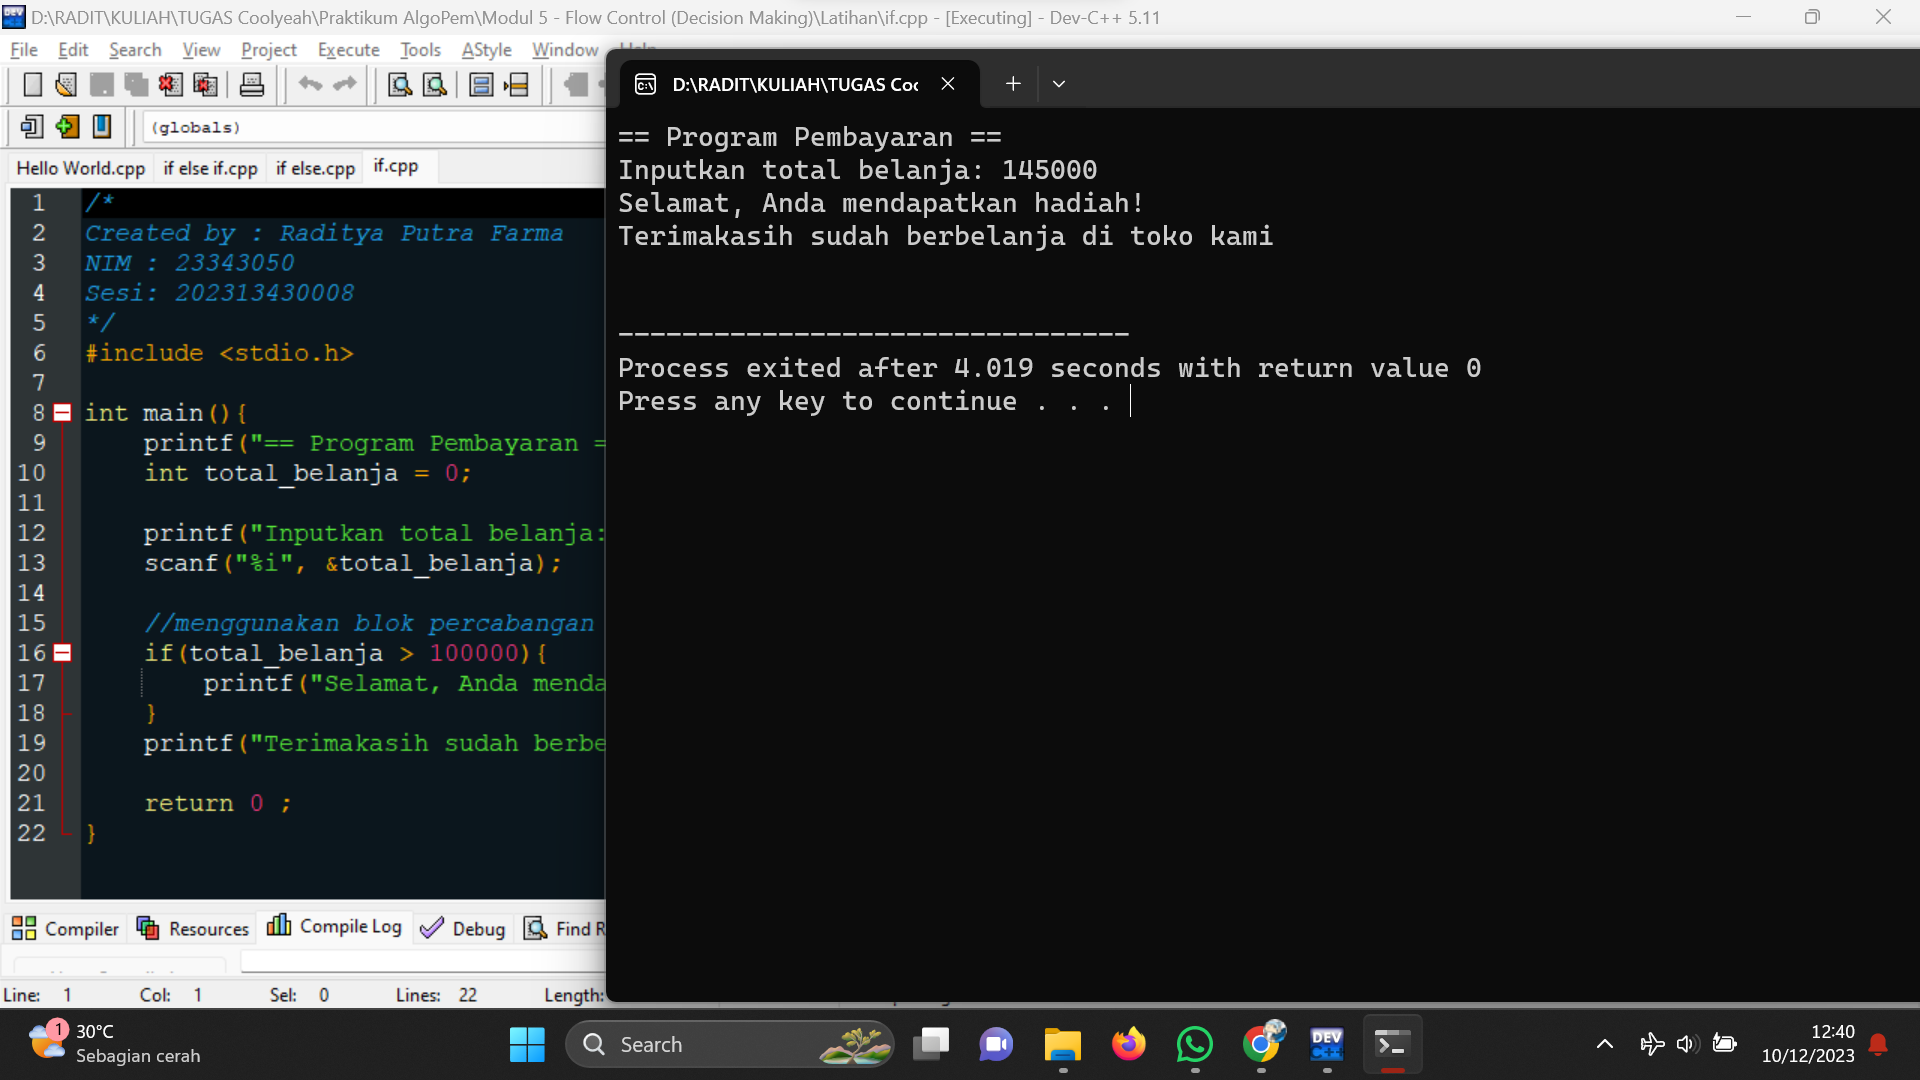 D:\RADIT\KULIAH\TUGAS Coolyeah\Praktikum AlgoPem\Modul 5 - Flow Control (Decision Making)\Latihan\if.cpp - [Executing] - Dev-C++ 5.11
File Edit Search View Project Execute Tools AStyle Window Help
(globals)
Hello World.cpp if else if.cpp if else.cpp if.cpp
1 /*
2 Created by : Raditya Putra Farma
3 NIM : 23343050
4 Sesi: 202313430008
5 */
6 #include <stdio.h>
7
8 int main(){
9 printf("== Program Pembayaran =
10 int total_belanja = 0;
11
12 printf("Inputkan total belanja:
13 scanf("%i", &total_belanja);
14
15 //menggunakan blok percabangan
16 if(total_belanja > 100000){
17 printf("Selamat, Anda menda
18 }
19 printf("Terimakasih sudah berbe
20
21 return 0 ;
22 }
Compiler Resources Compile Log Debug Find R
Line: 1 Col: 1 Sel: 0 Lines: 22 Length:
D:\RADIT\KULIAH\TUGAS Coo
== Program Pembayaran ==
Inputkan total belanja: 145000
Selamat, Anda mendapatkan hadiah!
Terimakasih sudah berbelanja di toko kami
--------------------------------
Process exited after 4.019 seconds with return value 0
Press any key to continue . . .
1
30°C
Sebagian cerah
Search
DEV
C++
12:40
10/12/2023